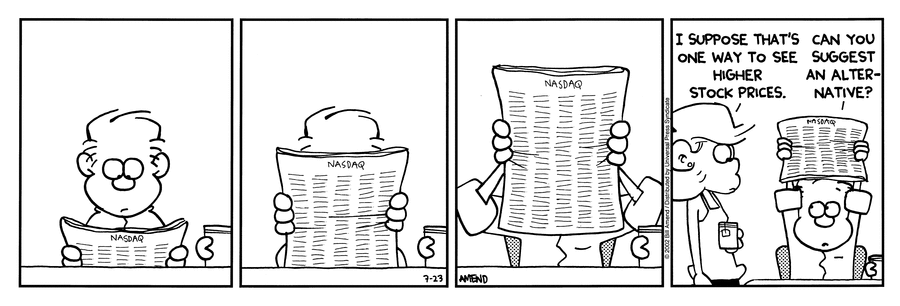 NASDAQ
NASDAQ
7-23
NASDAQ
AMEND
© 2002 Bill Amend / Distributed by Universal Press Syndicate
I SUPPOSE THAT'S
ONE WAY TO SEE
HIGHER
STOCK PRICES.
CAN YOU
SUGGEST
AN ALTER-
NATIVE?
NASDAQ